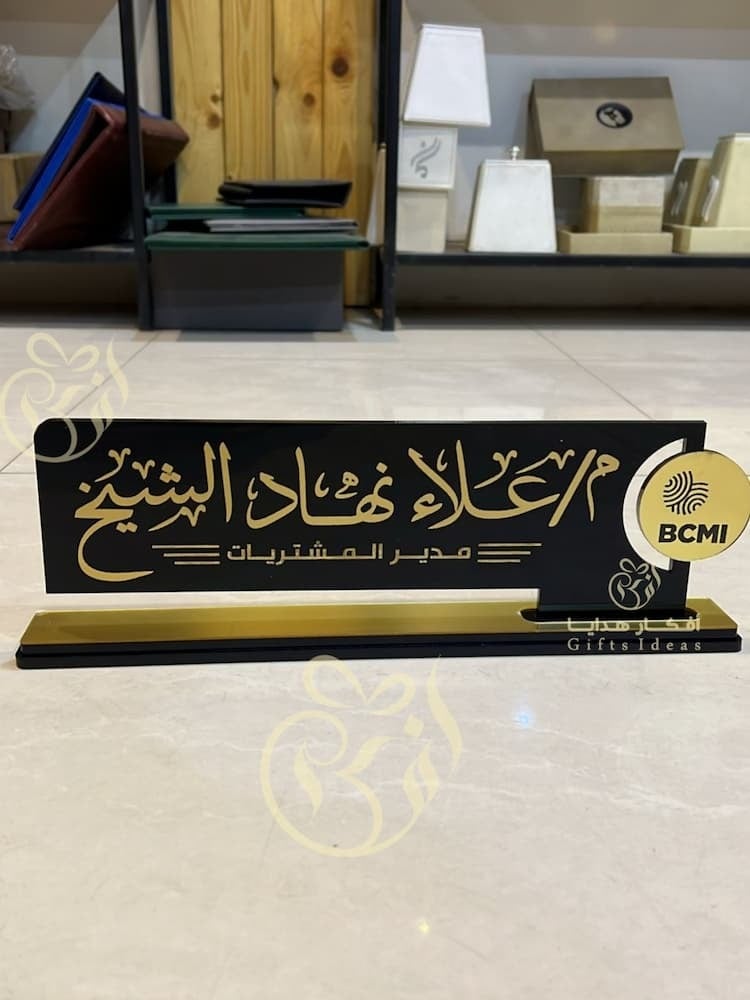 م/علاء نهاد الشيخ
مدير المشتريات
BCMI
أفكار هدايا
Gifts Ideas